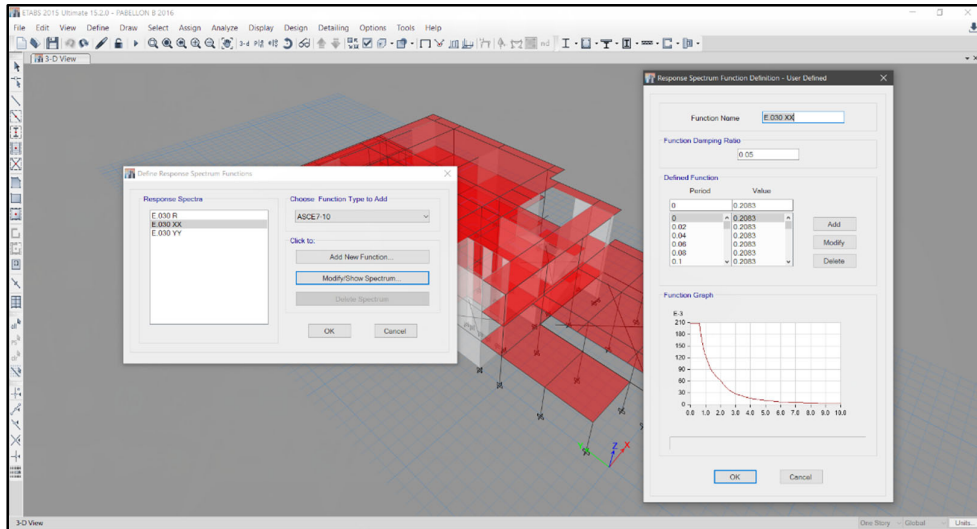 ETABS 2015 Ultimate 15.2.0 - PABELLON B 2016
File Edit View Define Draw Select Assign Analyze Display Design Detailing Options Tools Help
3-d
nd
3-D View
Define Response Spectrum Functions
Response Spectra
E.030 R
E.030 XX
E.030 YY
Choose Function Type to Add
ASCE7-10
Click to:
Add New Function...
Modify/Show Spectrum...
Delete Spectrum
OK Cancel
Response Spectrum Function Definition - User Defined
Function Name E.030 XX
Function Damping Ratio
0.05
Defined Function
Period Value
0 0.2083
0 0.2083
0.02 0.2083
0.04 0.2083
0.06 0.2083
0.08 0.2083
0.1 0.2083
Add
Modify
Delete
Function Graph
E-3
210
180
150
120
90
60
30
0
0.0 1.0 2.0 3.0 4.0 5.0 6.0 7.0 8.0 9.0 10.0
OK Cancel
Z
X
3-D View
One Story Global Units...